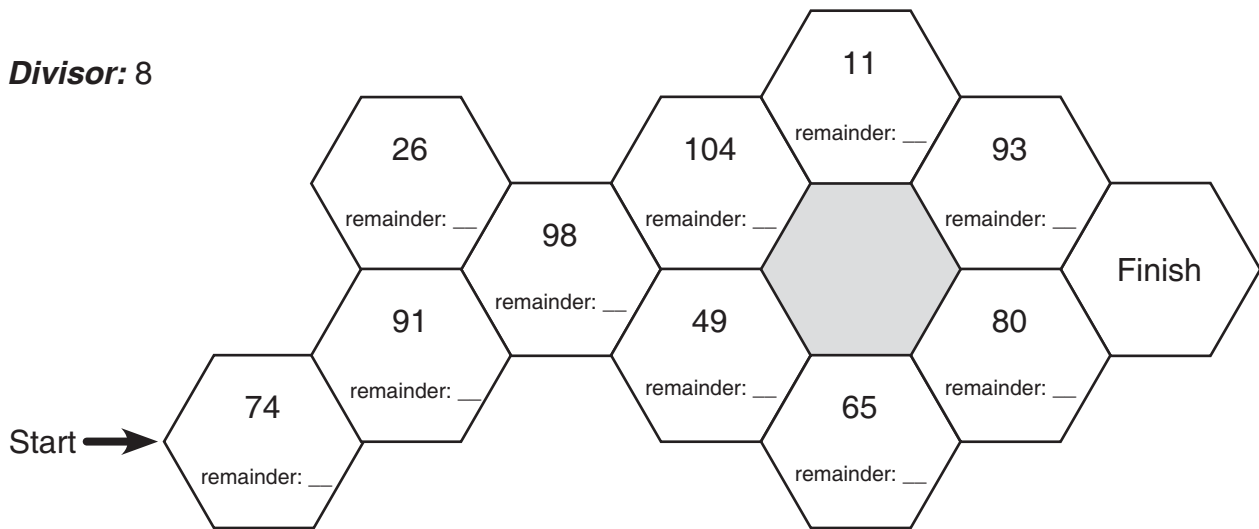 Divisor: 8
11
remainder: __
26
remainder: __
104
remainder: __
93
remainder: __
98
remainder: __
Finish
91
remainder: __
49
remainder: __
80
remainder: __
74
remainder: __
65
remainder: __
Start